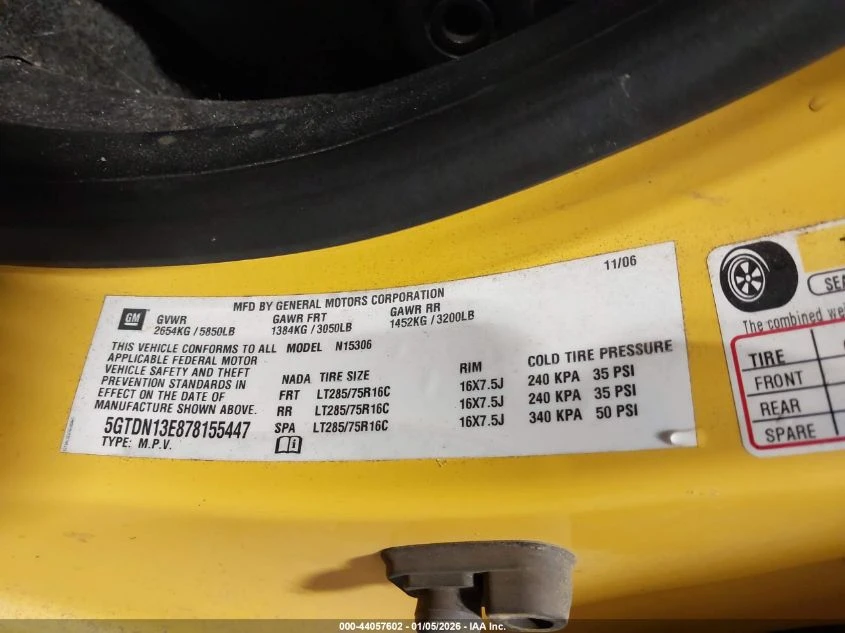 11/06
MFD BY GENERAL MOTORS CORPORATION
GM GVWR GAWR FRT GAWR RR
2654KG / 5850LB 1384KG / 3050LB 1452KG / 3200LB
THIS VEHICLE CONFORMS TO ALL MODEL N15306
APPLICABLE FEDERAL MOTOR
VEHICLE SAFETY AND THEFT
PREVENTION STANDARDS IN
EFFECT ON THE DATE OF
MANUFACTURE SHOWN ABOVE.
NADA TIRE SIZE RIM COLD TIRE PRESSURE
FRT LT285/75R16C 16X7.5J 240 KPA 35 PSI
RR LT285/75R16C 16X7.5J 240 KPA 35 PSI
SPA LT285/75R16C 16X7.5J 340 KPA 50 PSI
5GTDN13E878155447
TYPE: M.P.V.
The combined
TIRE
FRONT
REAR
SPARE
000-44057602 - 01/05/2026 - IAA Inc.